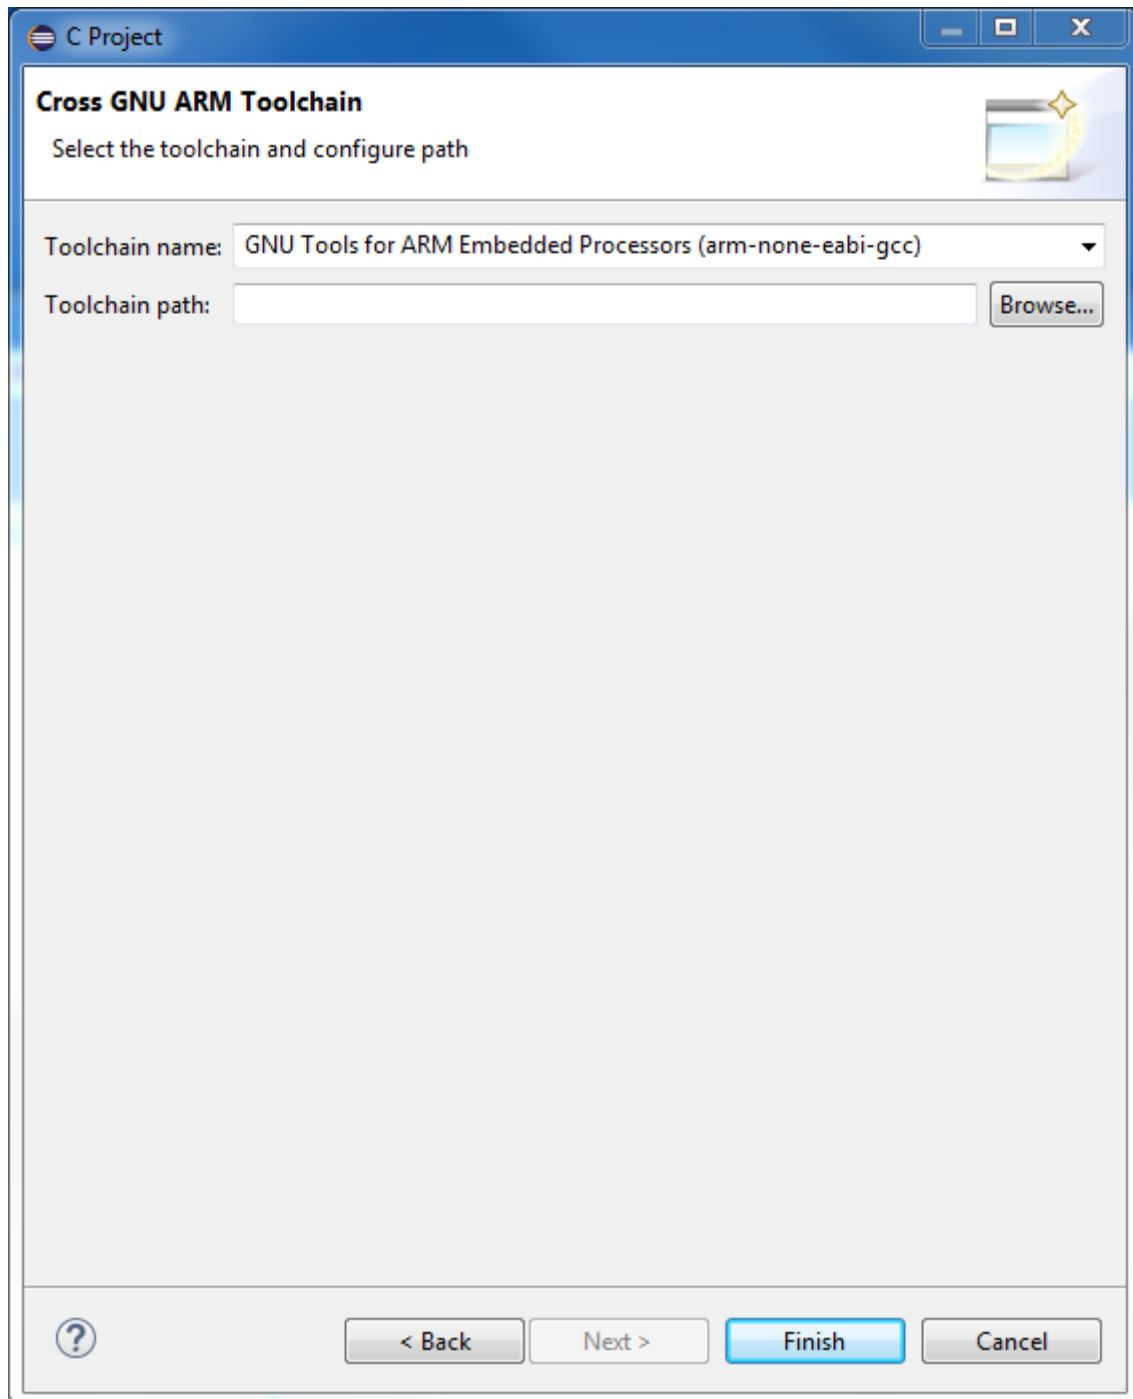 C Project
Cross GNU ARM Toolchain
Select the toolchain and configure path
Toolchain name: GNU Tools for ARM Embedded Processors (arm-none-eabi-gcc)
Toolchain path: Browse...
< Back Next > Finish Cancel